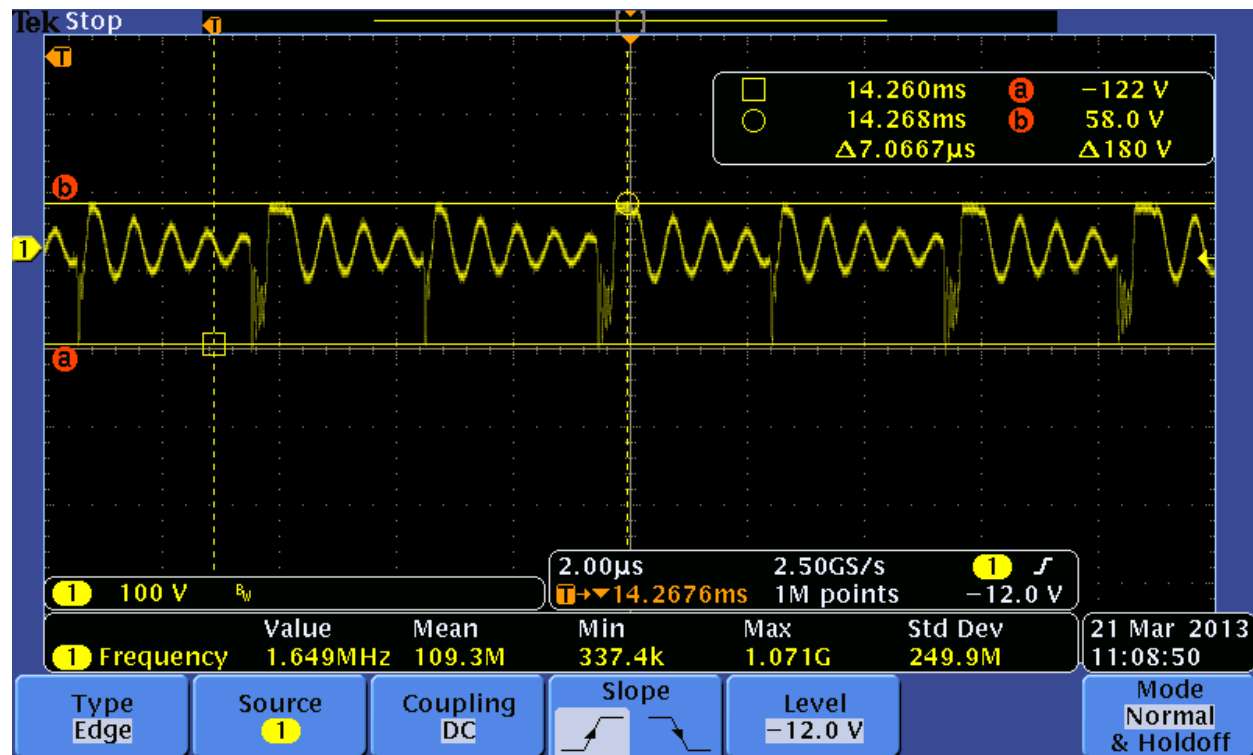 Tek Stop
T
T
14.260ms a −122 V
14.268ms b 58.0 V
Δ7.0667µs Δ180 V
b
1
a
1 100 V BW
2.00µs 2.50GS/s 1
T→▼14.2676ms 1M points −12.0 V
Value Mean Min Max Std Dev
1 Frequency 1.649MHz 109.3M 337.4k 1.071G 249.9M
21 Mar 2013
11:08:50
Type
Edge
Source
1
Coupling
DC
Slope
Level
−12.0 V
Mode
Normal
& Holdoff